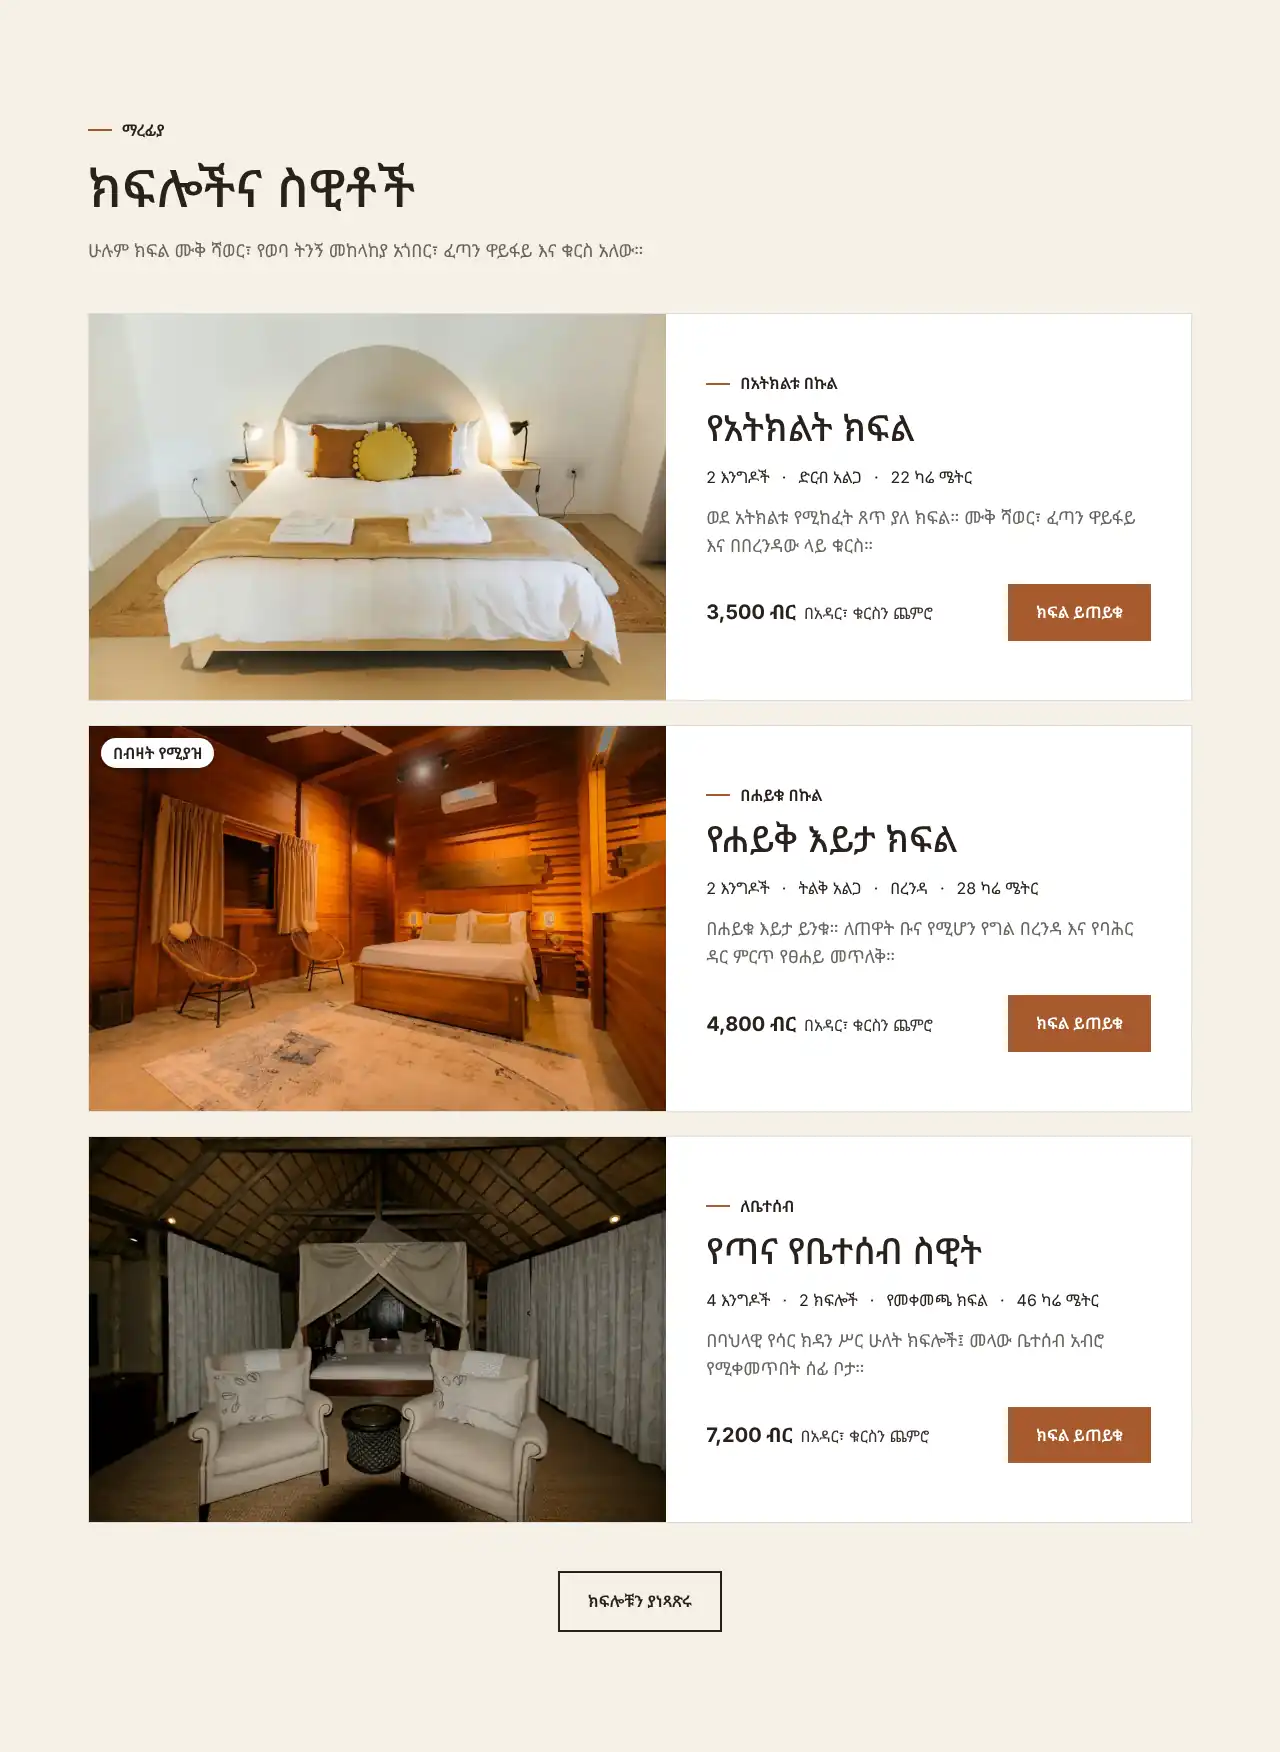 ማረፊያ
ክፍሎችና ስዊቶች
ሁሉም ክፍል ሙቅ ሻወር፣ የወባ ትንኝ መከላከያ አጎበር፣ ፈጣን ዋይፋይ እና ቁርስ አለው።
በአትክልቱ በኩል
የአትክልት ክፍል
2 እንግዶች · ድርብ አልጋ · 22 ካሬ ሜትር
ወደ አትክልቱ የሚከፈት ጸጥ ያለ ክፍል። ሙቅ ሻወር፣ ፈጣን ዋይፋይ
እና በበረንዳው ላይ ቁርስ።
3,500 ብር በአዳር፣ ቁርስን ጨምሮ
ክፍል ይጠይቁ
በብዛት የሚያዝ
በሐይቁ በኩል
የሐይቅ እይታ ክፍል
2 እንግዶች · ትልቅ አልጋ · በረንዳ · 28 ካሬ ሜትር
በሐይቁ እይታ ይንቁ። ለጠዋት ቡና የሚሆን የግል በረንዳ እና የባሕር
ዳር ምርጥ የፀሐይ መጥለቅ።
4,800 ብር በአዳር፣ ቁርስን ጨምሮ
ክፍል ይጠይቁ
ለቤተሰብ
የጣና የቤተሰብ ስዊት
4 እንግዶች · 2 ክፍሎች · የመቀመጫ ክፍል · 46 ካሬ ሜትር
በባህላዊ የሳር ክዳን ሥር ሁለት ክፍሎች፤ መላው ቤተሰብ አብሮ
የሚቀመጥበት ሰፊ ቦታ።
7,200 ብር በአዳር፣ ቁርስን ጨምሮ
ክፍል ይጠይቁ
ክፍሎቹን ያነጻጽሩ